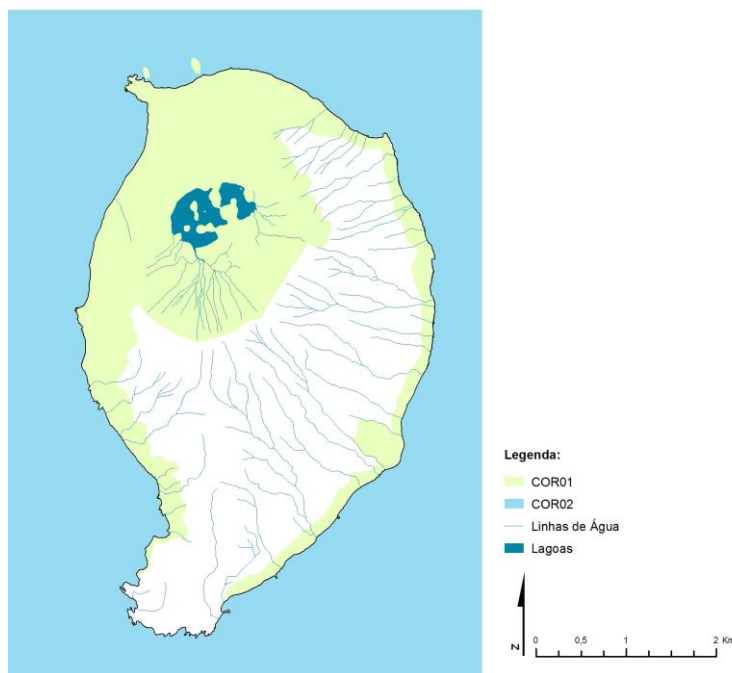 Legenda:
COR01
COR02
Linhas de Água
Lagoas
N
0 0,5 1 2 Km